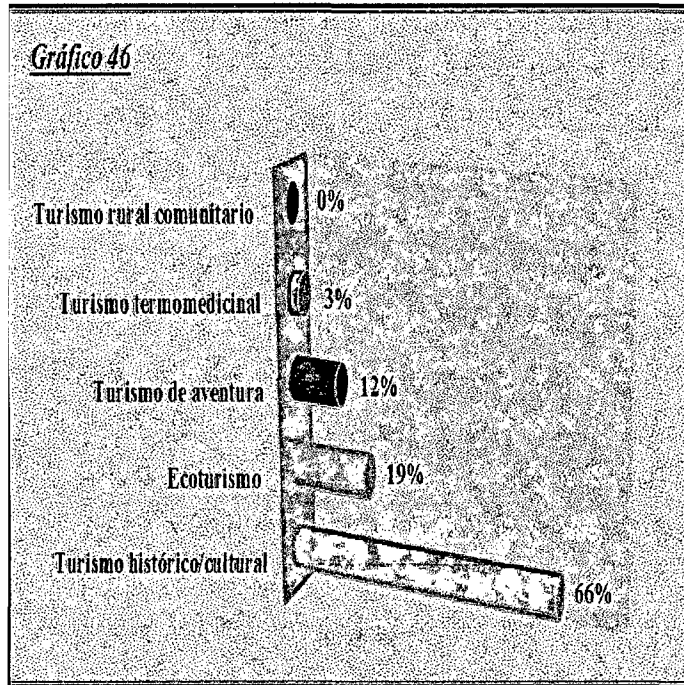 Gráfico 46
Turismo rural comunitario 0%
Turismo termomedicinal 3%
Turismo de aventura 12%
Ecoturismo 19%
Turismo histórico/cultural 66%